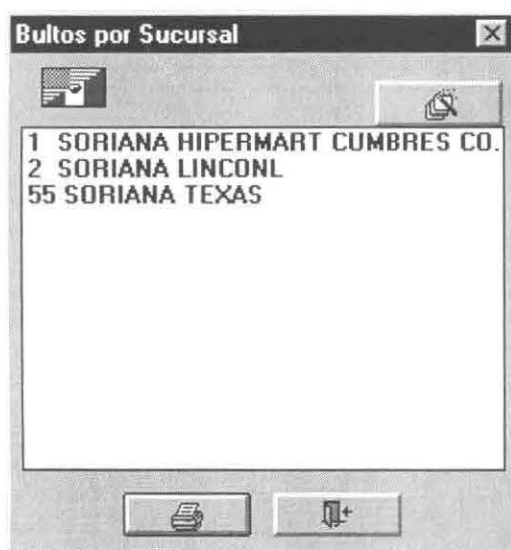 Bultos por Sucursal
1 SORIANA HIPERMART CUMBRES CO.
2 SORIANA LINCONL
55 SORIANA TEXAS